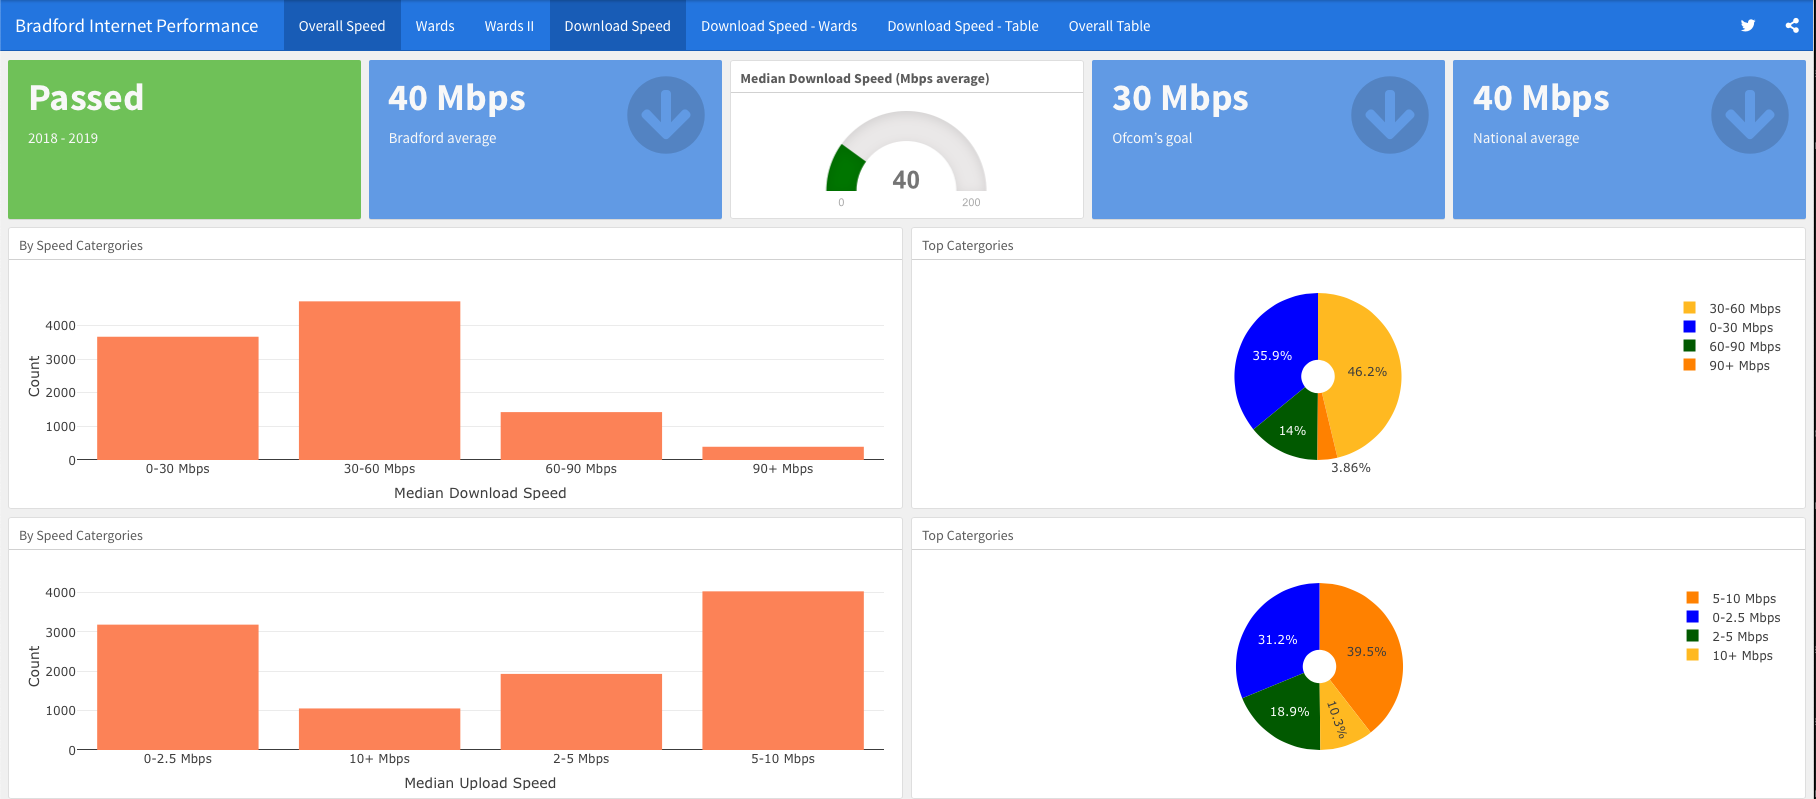 Bradford Internet Performance
Overall Speed
Wards
Wards II
Download Speed
Download Speed - Wards
Download Speed - Table
Overall Table
Passed
2018 - 2019
40 Mbps
Bradford average
Median Download Speed (Mbps average)
40
0
200
30 Mbps
Ofcom's goal
40 Mbps
National average
By Speed Catergories
4000
3000
2000
1000
0
Count
0-30 Mbps
30-60 Mbps
60-90 Mbps
90+ Mbps
Median Download Speed
Top Catergories
35.9%
46.2%
14%
3.86%
30-60 Mbps
0-30 Mbps
60-90 Mbps
90+ Mbps
By Speed Catergories
4000
3000
2000
1000
0
Count
0-2.5 Mbps
10+ Mbps
2-5 Mbps
5-10 Mbps
Median Upload Speed
Top Catergories
31.2%
39.5%
18.9%
10.3%
5-10 Mbps
0-2.5 Mbps
2-5 Mbps
10+ Mbps